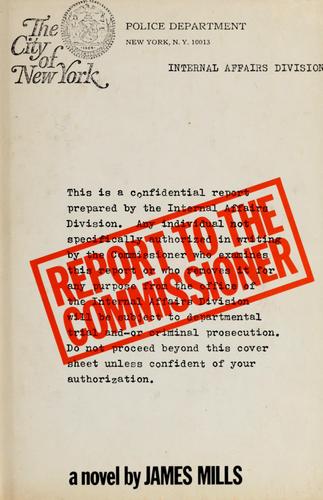 The
City
of
New York
POLICE DEPARTMENT
NEW YORK, N. Y. 10013
INTERNAL AFFAIRS DIVISION
This is a confidential report
prepared by the Internal Affairs
Division. Any individual not
specifically authorized in writing
by the Commissioner who examines
this report or who removes it for
any purpose from the office of
the Internal Affairs Division
will be subject to departmental
trial and-or criminal prosecution.
Do not proceed beyond this cover
sheet unless confident of your
authorization.
REPORT TO THE
COMMISSIONER
a novel by JAMES MILLS